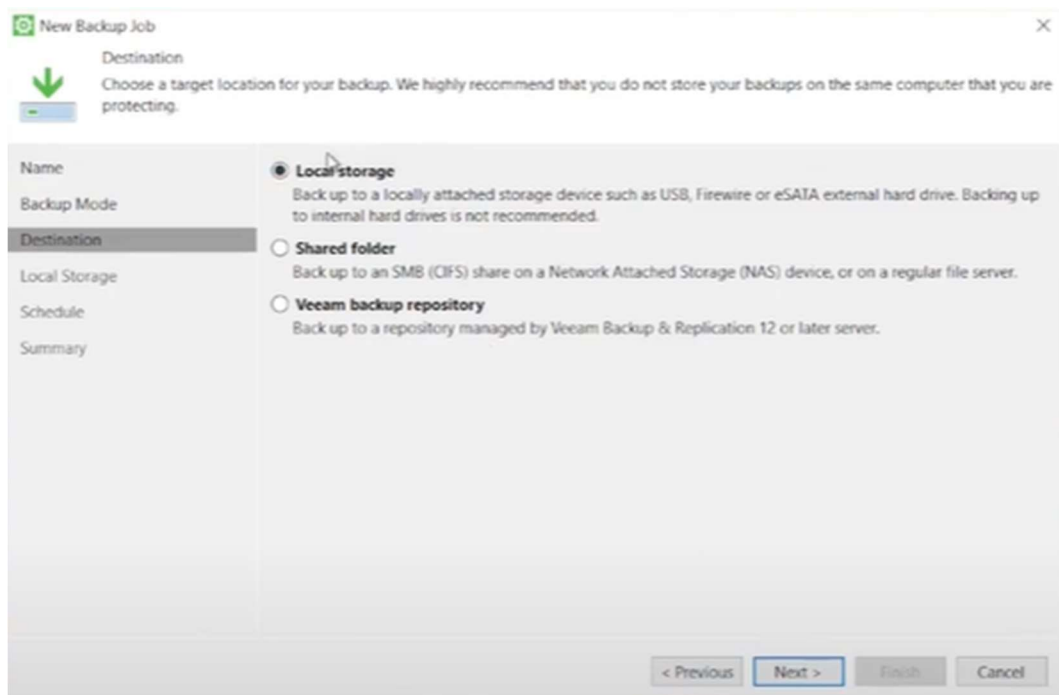 New Backup Job
Destination
Choose a target location for your backup. We highly recommend that you do not store your backups on the same computer that you are
protecting.
Name
Backup Mode
Destination
Local Storage
Schedule
Summary
Local storage
Back up to a locally attached storage device such as USB, Firewire or eSATA external hard drive. Backing up
to internal hard drives is not recommended.
Shared folder
Back up to an SMB (CIFS) share on a Network Attached Storage (NAS) device, or on a regular file server.
Veeam backup repository
Back up to a repository managed by Veeam Backup & Replication 12 or later server.
< Previous
Next >
Finish
Cancel